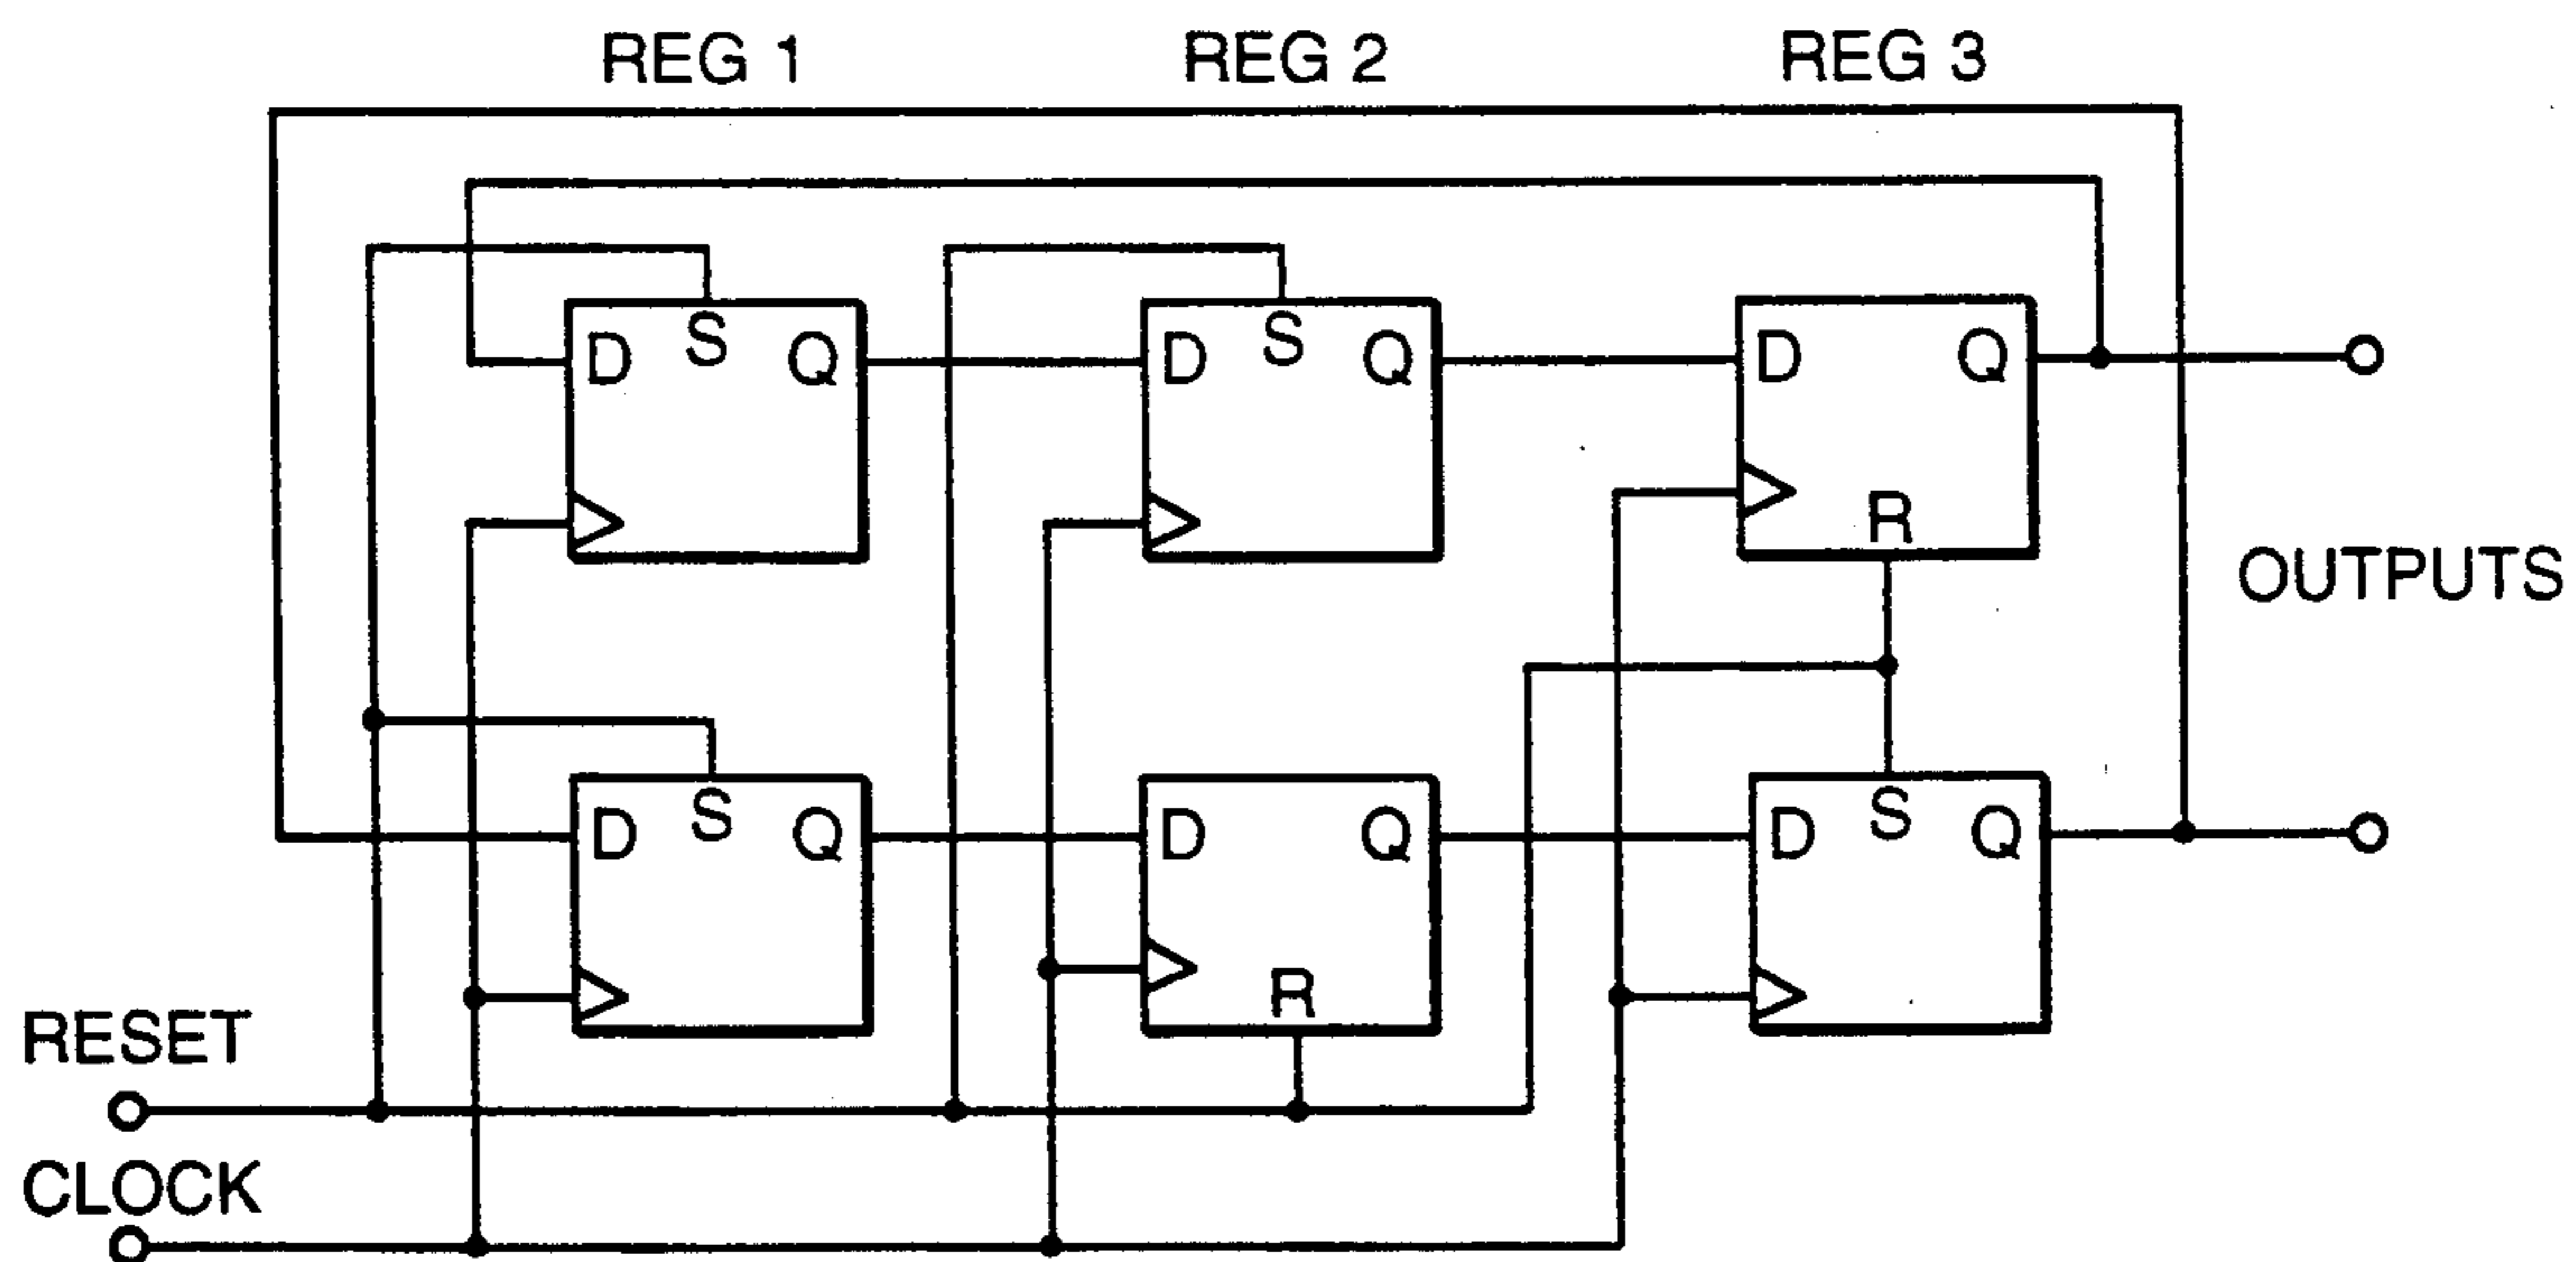 REG 1 REG 2 REG 3
D S Q D S Q D Q
R
OUTPUTS
D S Q D Q D S Q
R
RESET
CLOCK